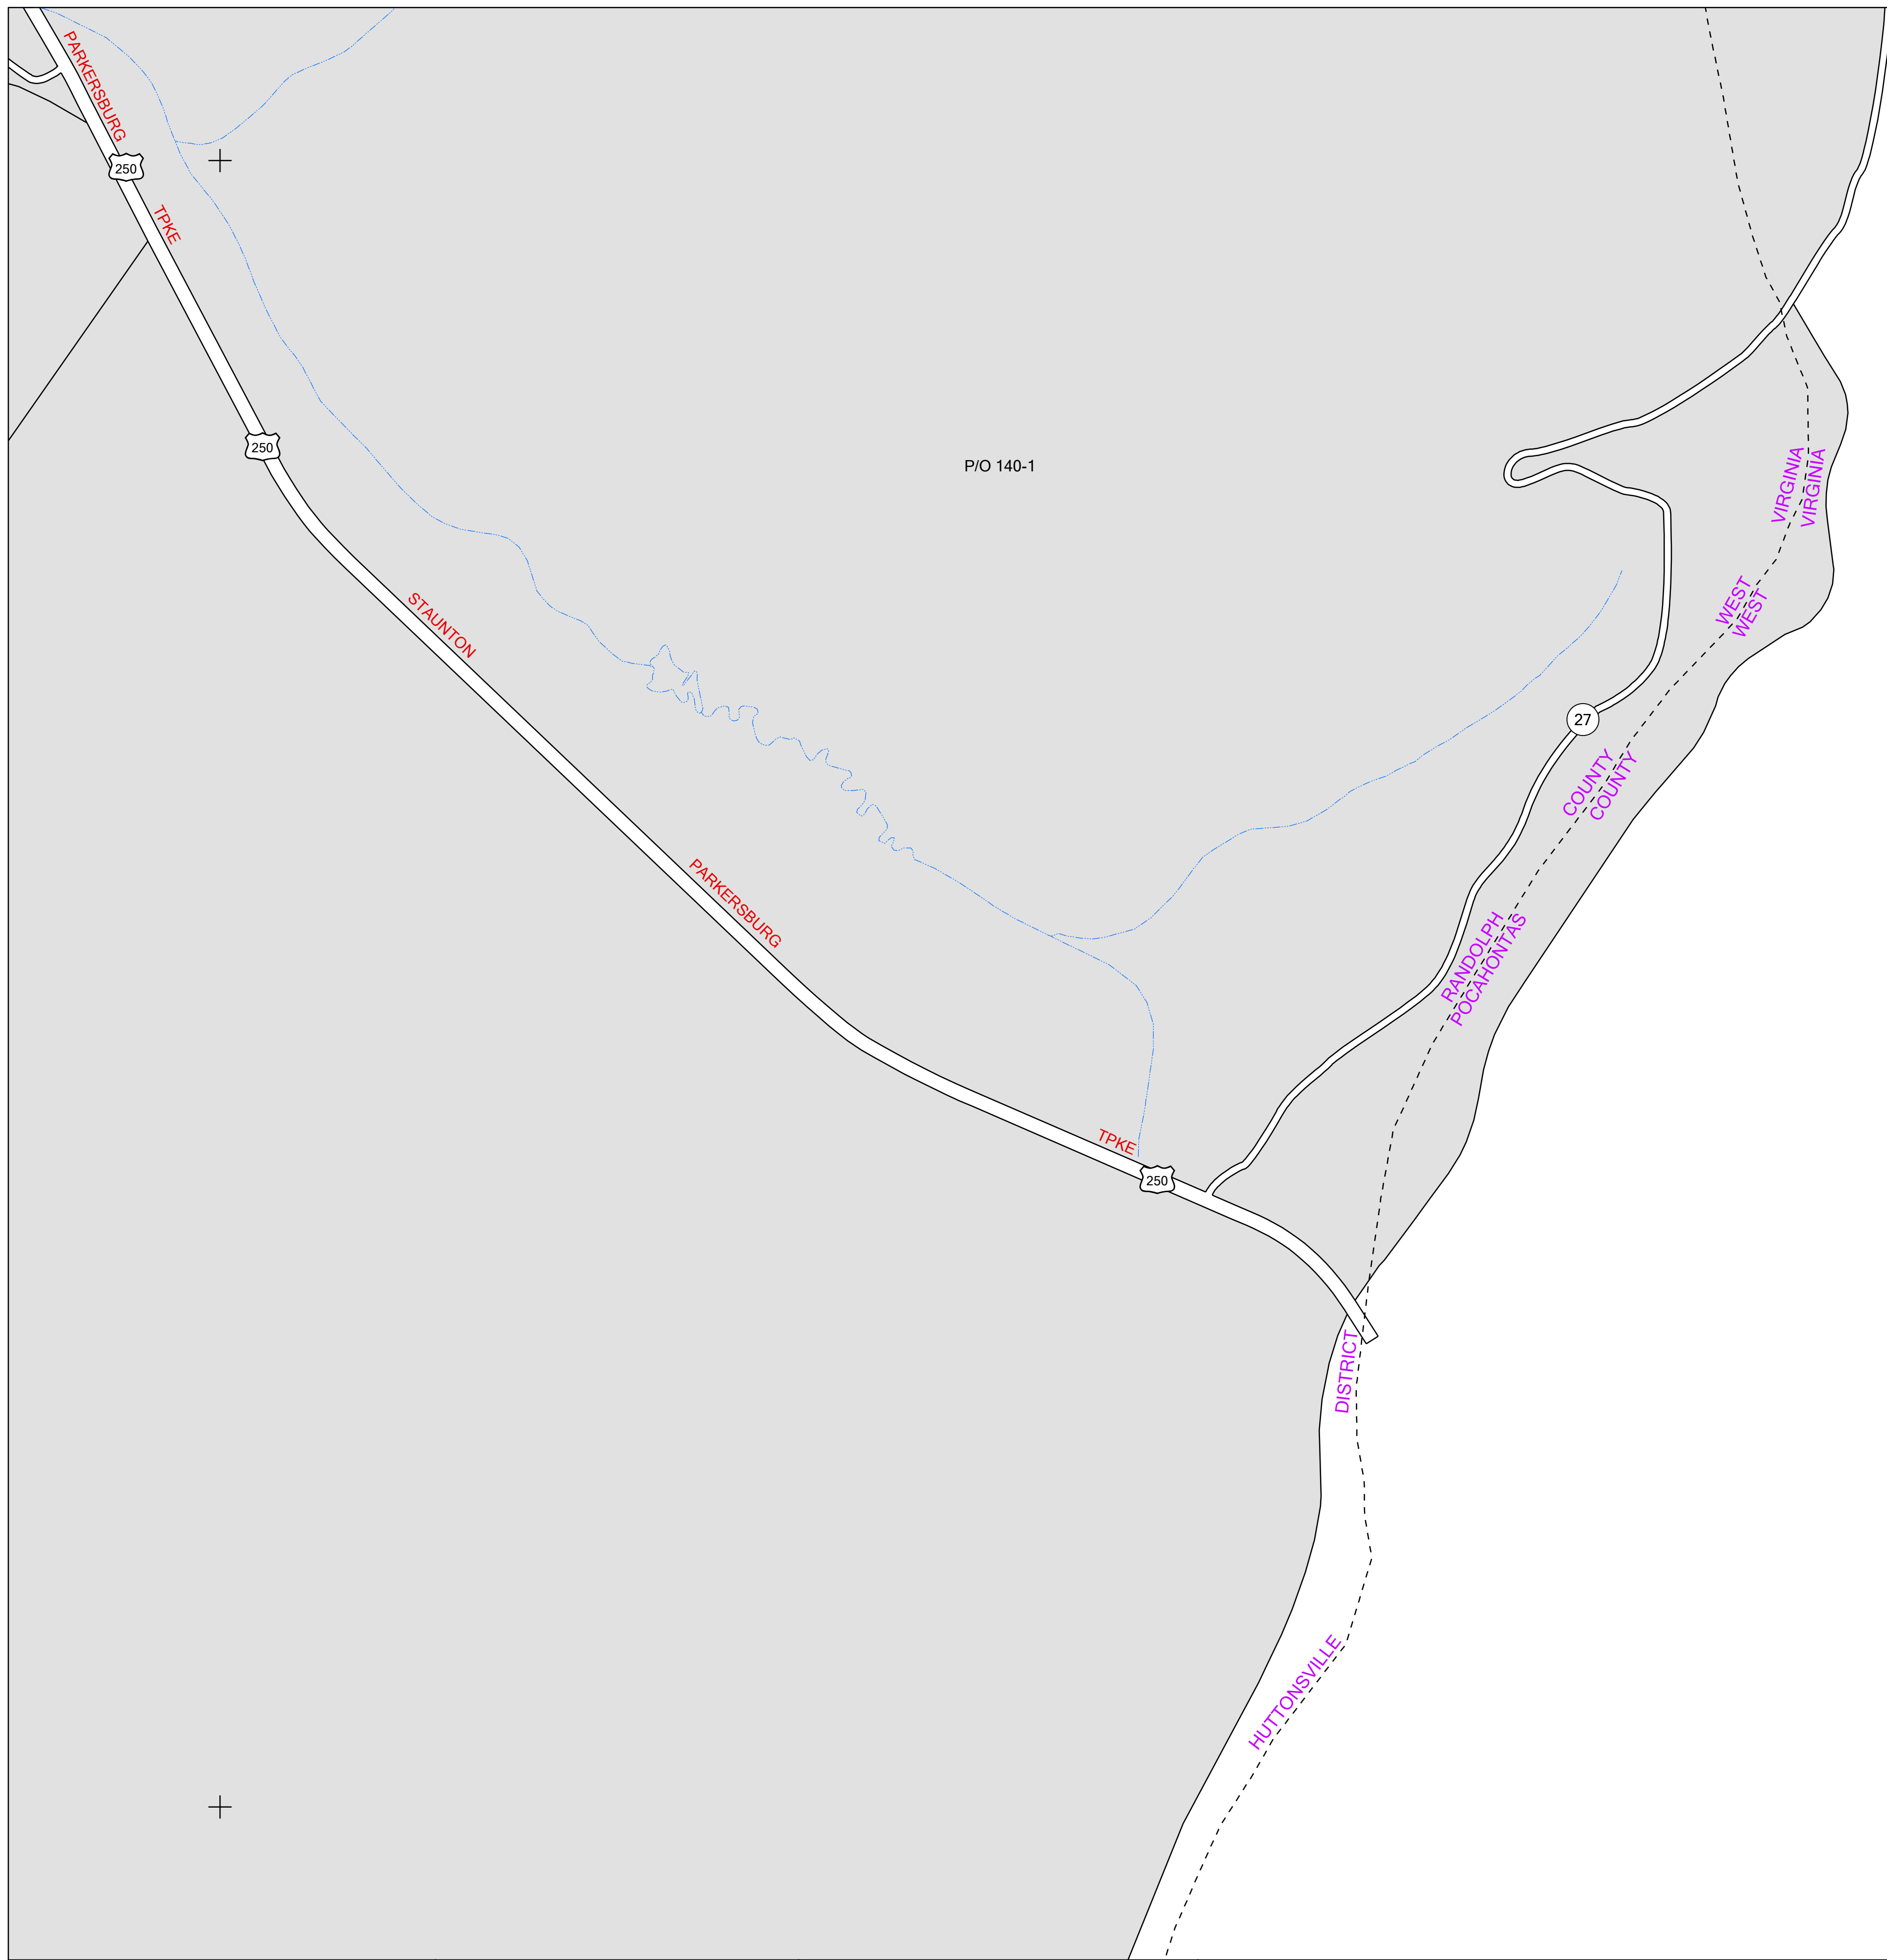 PARKERSBURG
250
TPKE
250
P/O 140-1
VIRGINIA
VIRGINIA
WEST
WEST
STAUNTON
27
COUNTY
COUNTY
PARKERSBURG
RANDOLPH
POCAHONTAS
TPKE
250
DISTRICT
HUTTONSVILLE